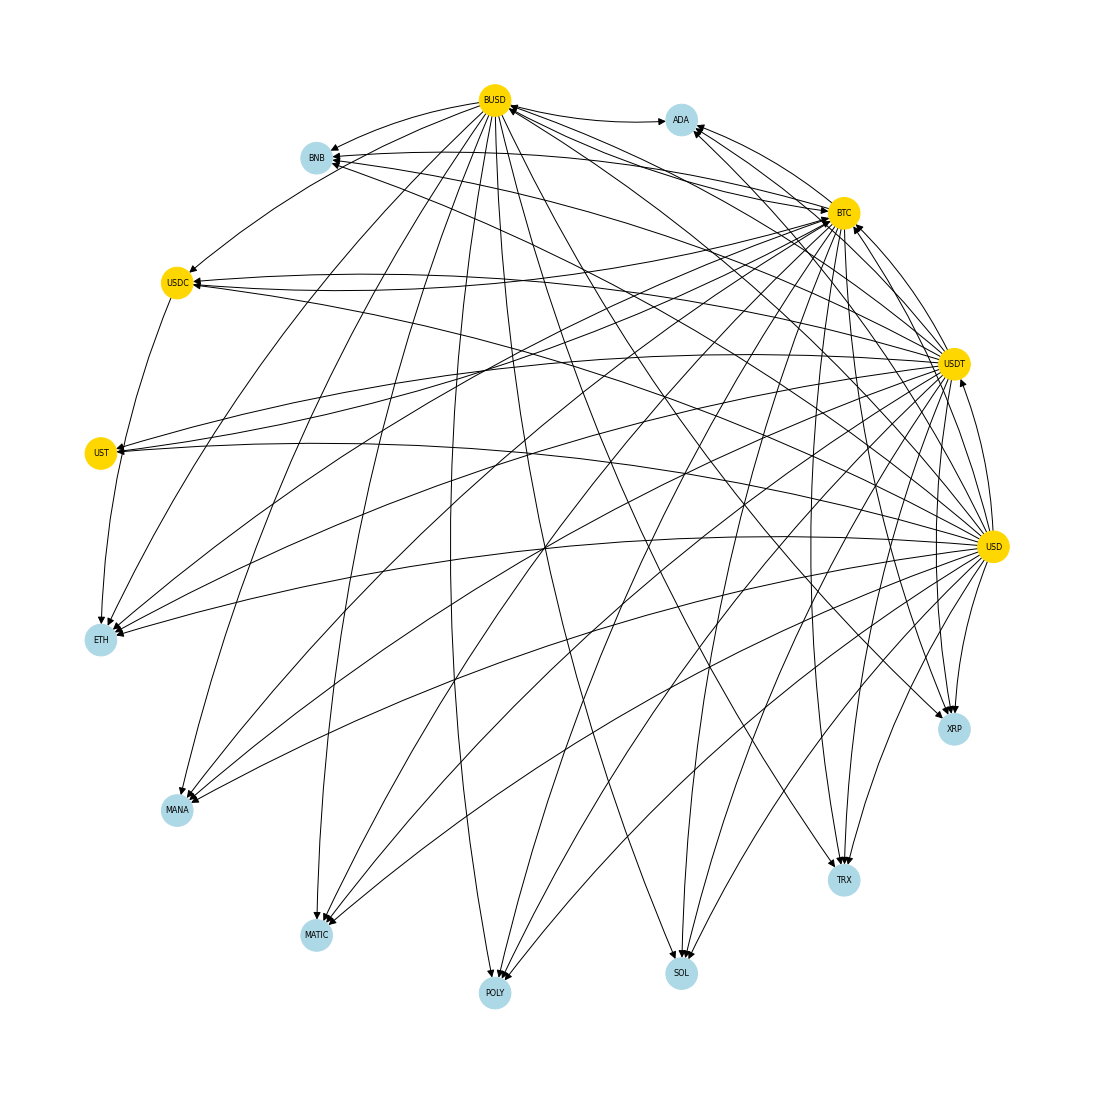 BUSD
ADA
BNB
BTC
USDC
USDT
UST
USD
ETH
XRP
MANA
TRX
MATIC
SOL
POLY